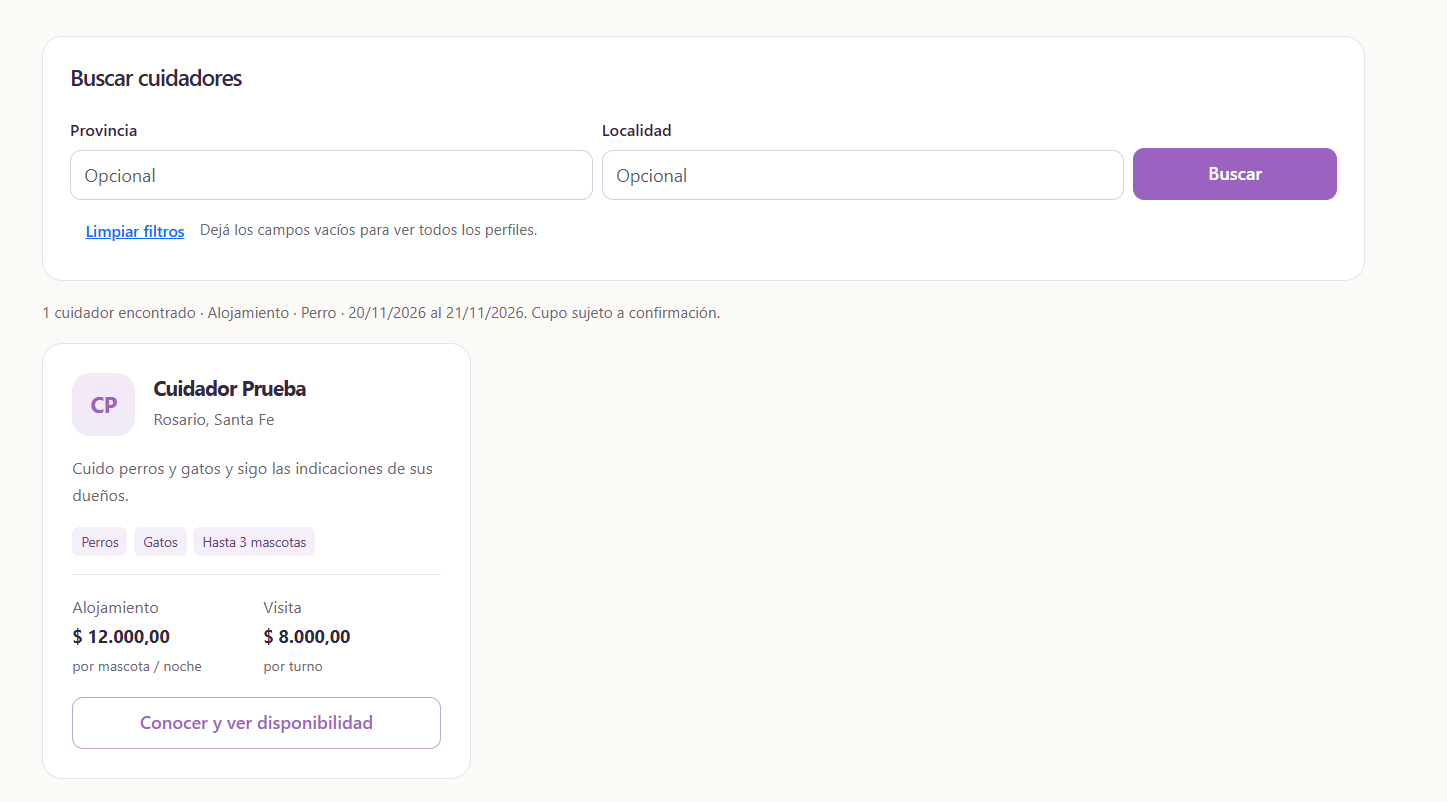 Buscar cuidadores
Provincia
Localidad
Opcional
Opcional
Buscar
Limpiar filtros
Dejá los campos vacíos para ver todos los perfiles.
1 cuidador encontrado · Alojamiento · Perro · 20/11/2026 al 21/11/2026. Cupo sujeto a confirmación.
CP
Cuidador Prueba
Rosario, Santa Fe
Cuido perros y gatos y sigo las indicaciones de sus
dueños.
Perros
Gatos
Hasta 3 mascotas
Alojamiento
$ 12.000,00
por mascota / noche
Visita
$ 8.000,00
por turno
Conocer y ver disponibilidad